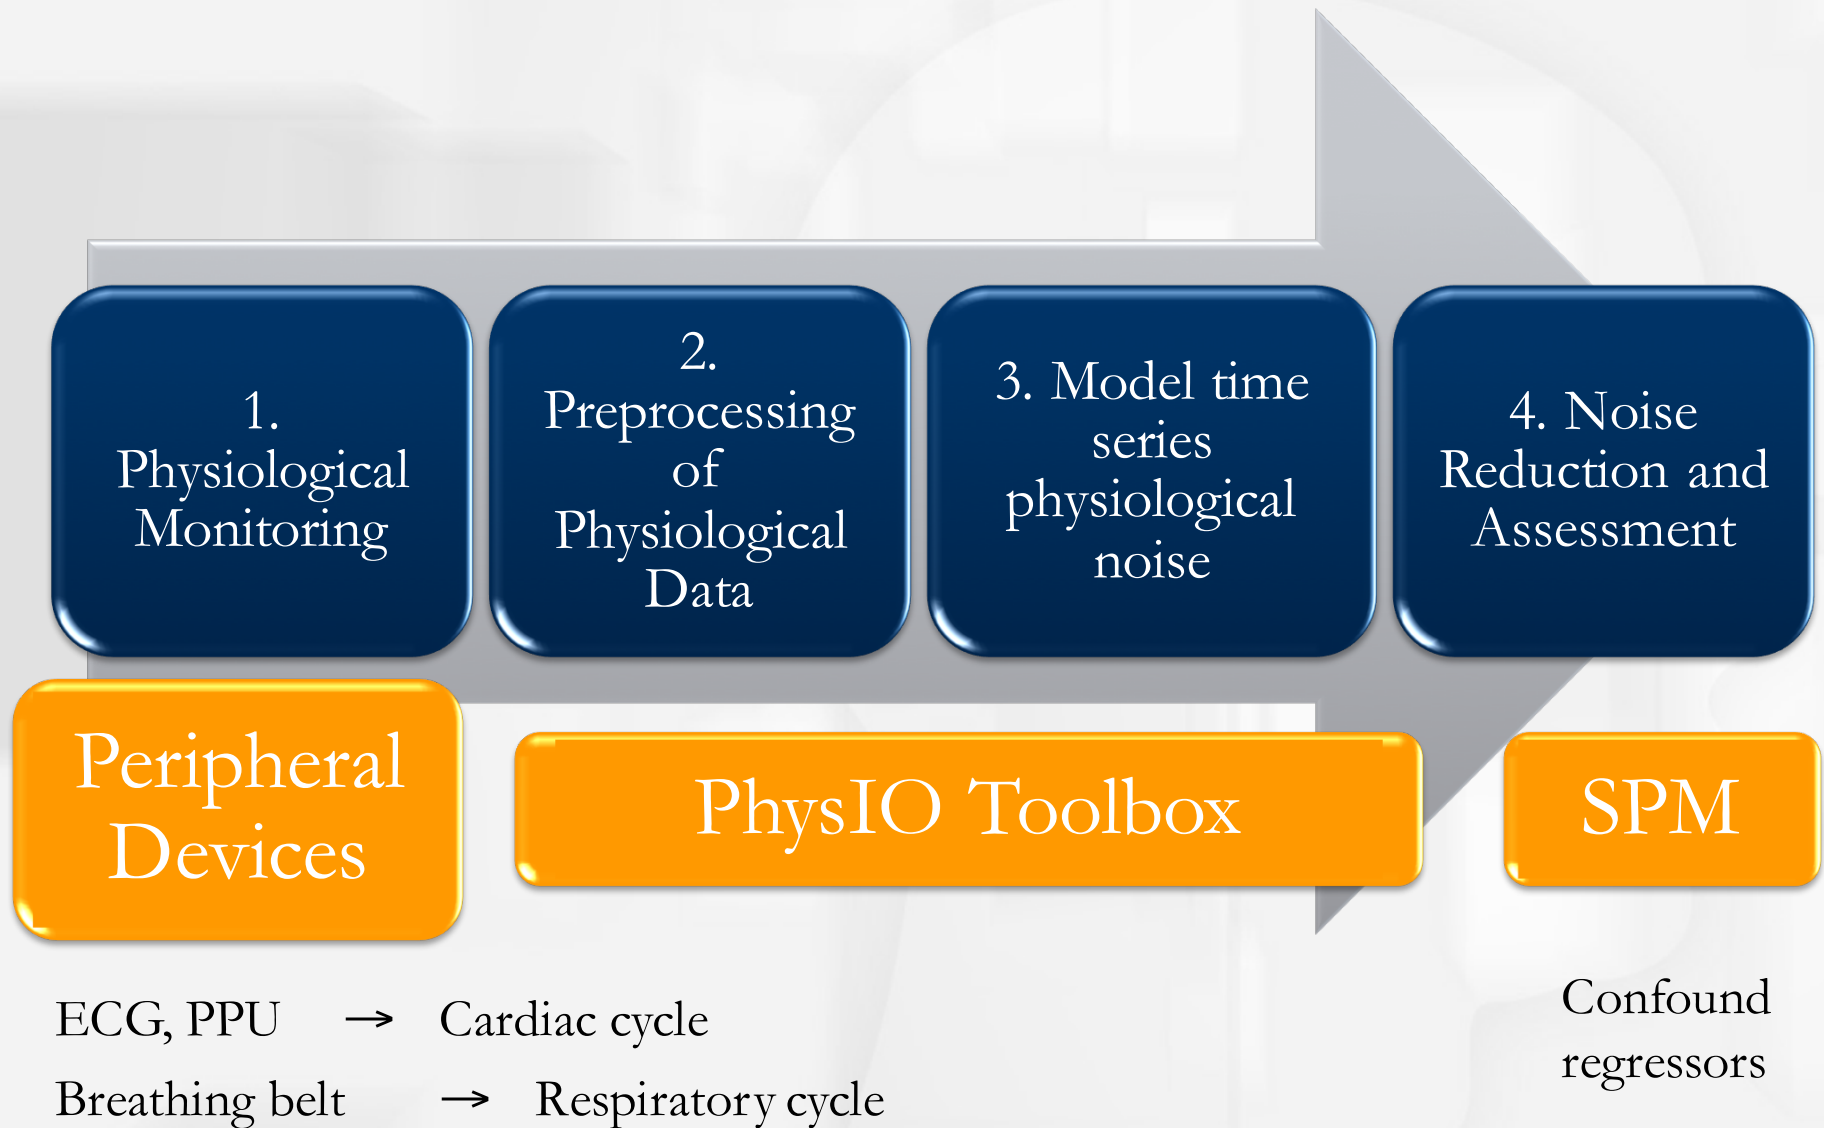 1.
Physiological
Monitoring
2.
Preprocessing
of
Physiological
Data
3. Model time
series
physiological
noise
4. Noise
Reduction and
Assessment
Peripheral
Devices
PhysIO Toolbox
SPM
ECG, PPU → Cardiac cycle
Breathing belt → Respiratory cycle
Confound
regressors